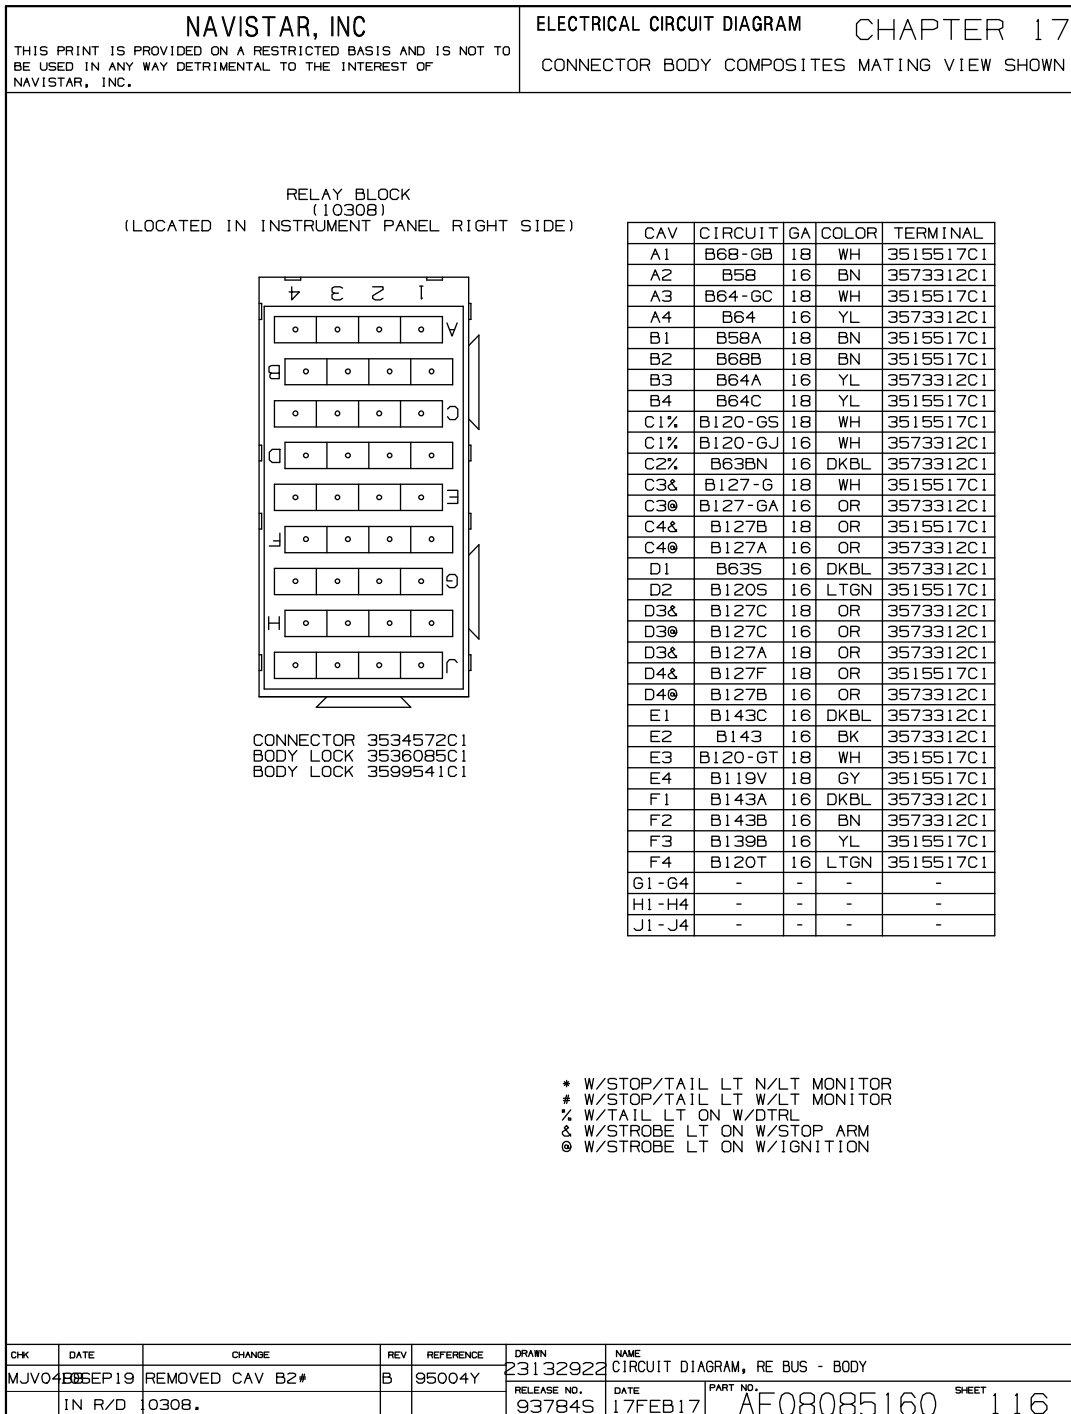 NAVISTAR, INC
THIS PRINT IS PROVIDED ON A RESTRICTED BASIS AND IS NOT TO
BE USED IN ANY WAY DETRIMENTAL TO THE INTEREST OF
NAVISTAR, INC.
ELECTRICAL CIRCUIT DIAGRAM CHAPTER 17
CONNECTOR BODY COMPOSITES MATING VIEW SHOWN
RELAY BLOCK
(10308)
(LOCATED IN INSTRUMENT PANEL RIGHT SIDE)
4 3 2 1
A
B
C
D
E
F
G
H
J
CONNECTOR 3534572C1
BODY LOCK 3536085C1
BODY LOCK 3599541C1
CAV CIRCUIT GA COLOR TERMINAL
A1 B68-GB 18 WH 3515517C1
A2 B58 16 BN 3573312C1
A3 B64-GC 18 WH 3515517C1
A4 B64 16 YL 3573312C1
B1 B58A 18 BN 3515517C1
B2 B68B 18 BN 3515517C1
B3 B64A 16 YL 3573312C1
B4 B64C 18 YL 3515517C1
C1% B120-GS 18 WH 3515517C1
C1% B120-GJ 16 WH 3573312C1
C2% B63BN 16 DKBL 3573312C1
C3& B127-G 18 WH 3515517C1
C3@ B127-GA 16 OR 3573312C1
C4& B127B 18 OR 3515517C1
C4@ B127A 16 OR 3573312C1
D1 B63S 16 DKBL 3573312C1
D2 B120S 16 LTGN 3515517C1
D3& B127C 18 OR 3573312C1
D3@ B127C 16 OR 3573312C1
D3& B127A 18 OR 3573312C1
D4& B127F 18 OR 3515517C1
D4@ B127B 16 OR 3573312C1
E1 B143C 16 DKBL 3573312C1
E2 B143 16 BK 3573312C1
E3 B120-GT 18 WH 3515517C1
E4 B119V 18 GY 3515517C1
F1 B143A 16 DKBL 3573312C1
F2 B143B 16 BN 3573312C1
F3 B139B 16 YL 3515517C1
F4 B120T 16 LTGN 3515517C1
G1-G4 - - - -
H1-H4 - - - -
J1-J4 - - - -
* W/STOP/TAIL LT N/LT MONITOR
# W/STOP/TAIL LT W/LT MONITOR
% W/TAIL LT ON W/DTRL
& W/STROBE LT ON W/STOP ARM
@ W/STROBE LT ON W/IGNITION
CHK DATE CHANGE REV REFERENCE DRAWN NAME
REMOVED CAV B2# B 95004Y 23132922 CIRCUIT DIAGRAM, RE BUS - BODY
IN R/D 10308.
RELEASE NO. DATE PART NO. SHEET
93784S 17FEB17 AE08085160 116